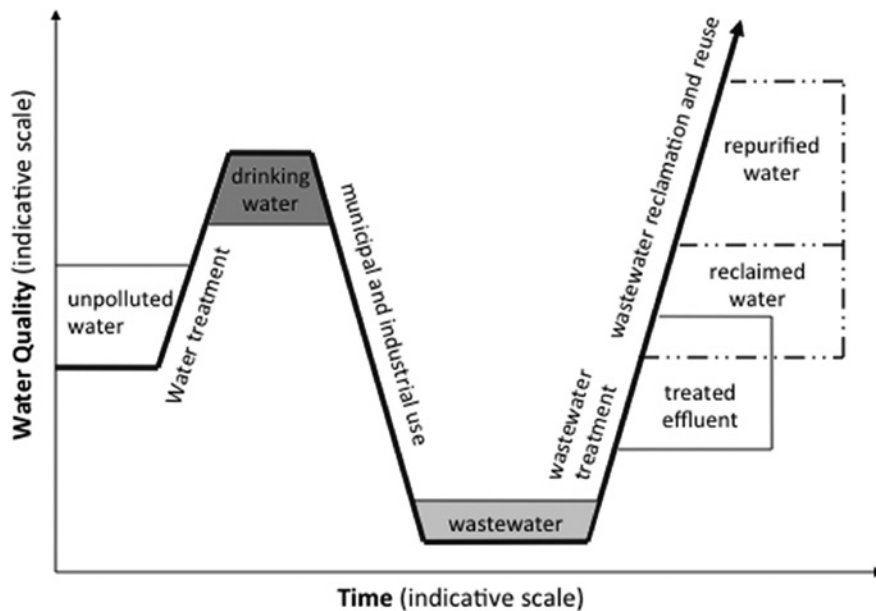 Water Quality (indicative scale)
unpolluted
water
Water treatment
drinking
water
municipal and industrial use
wastewater
wastewater
treatment
wastewater reclamation and reuse
repurified
water
reclaimed
water
treated
effluent
Time (indicative scale)